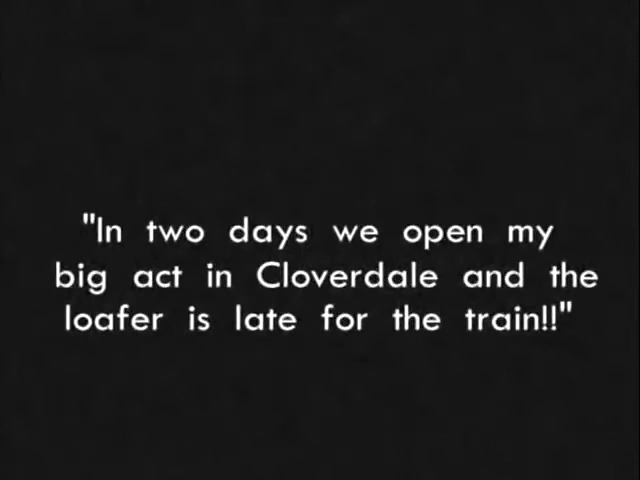 "In two days we open my
big act in Cloverdale and the
loafer is late for the train!!"